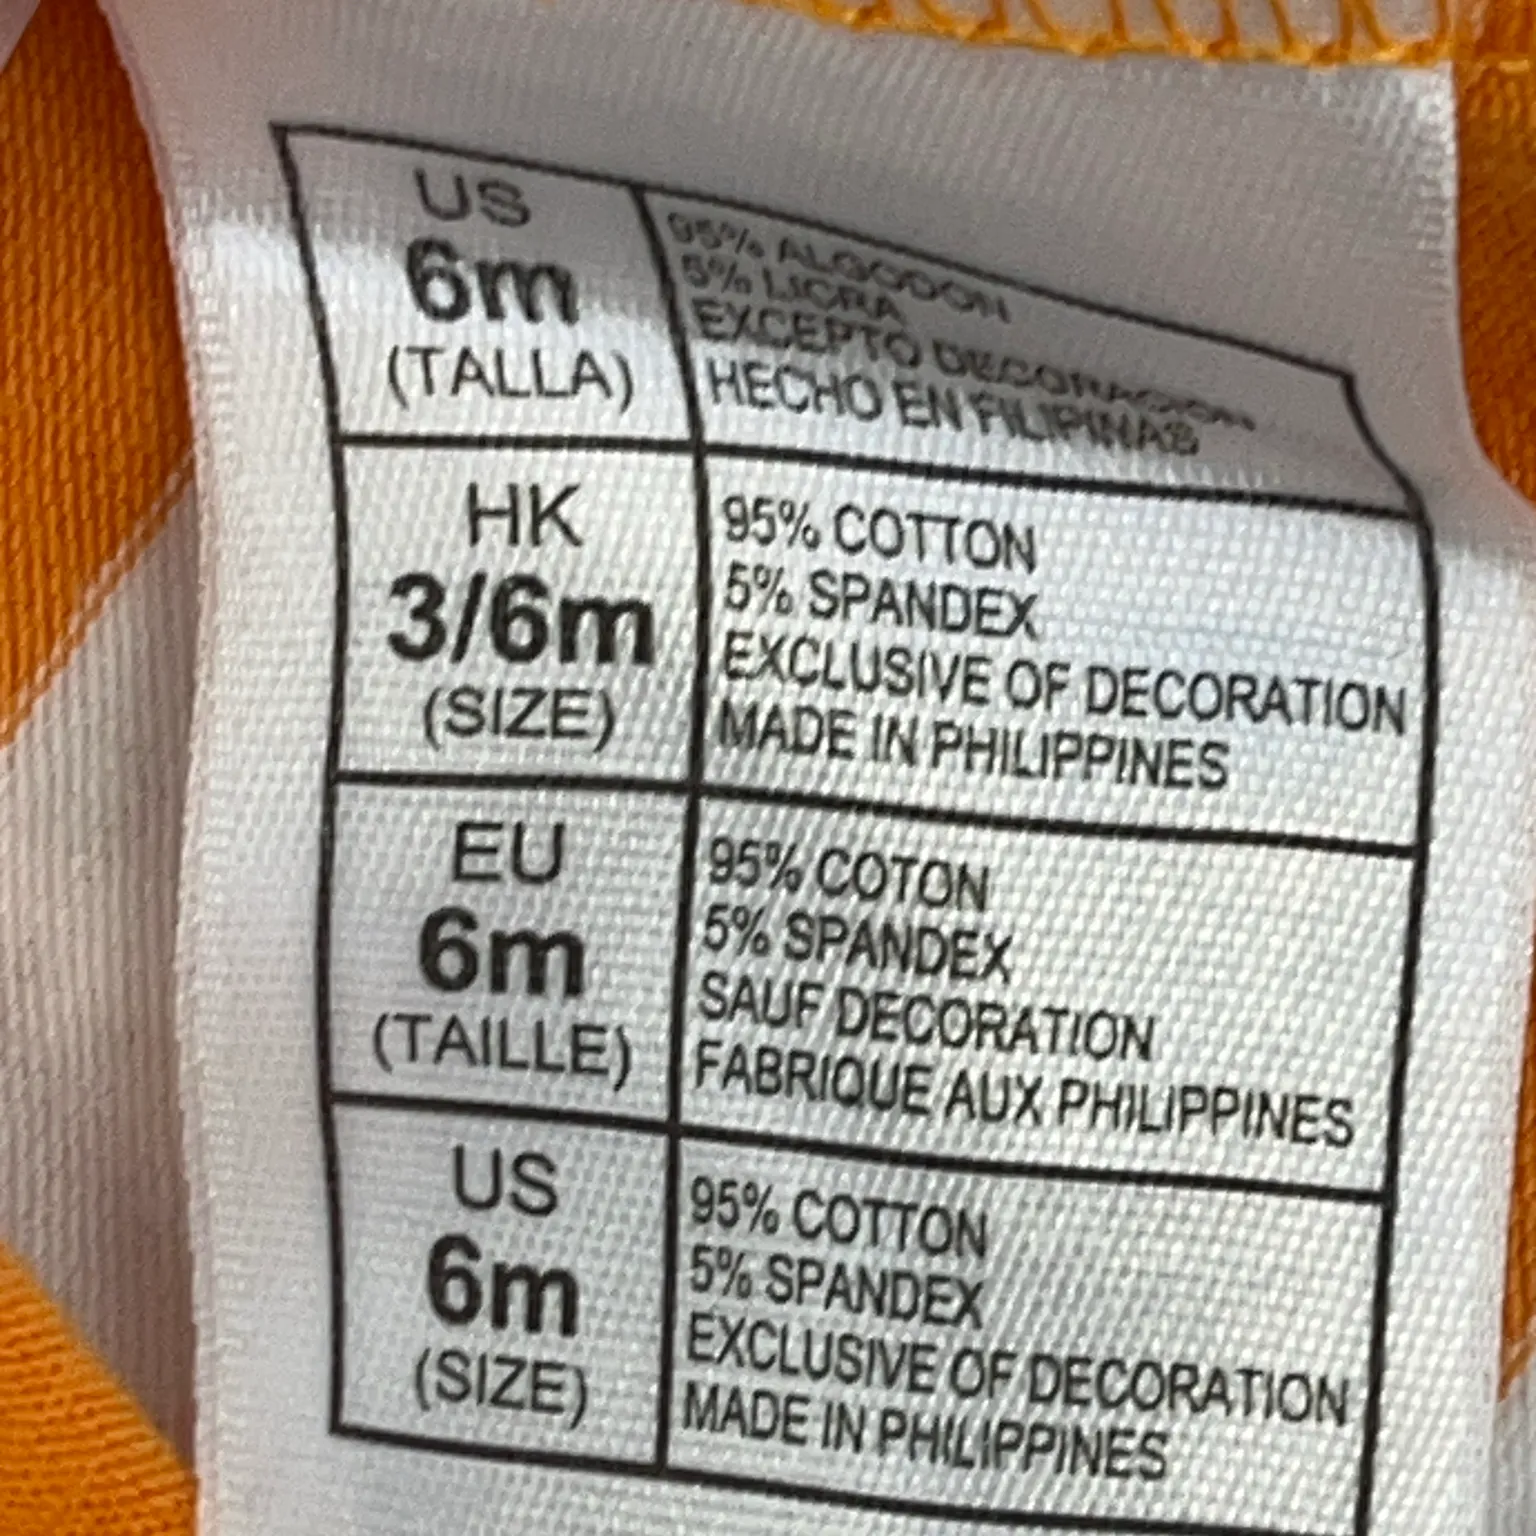 US
6m
(TALLA)
95% ALGODON
5% LICRA
EXCEPTO DECORACION
HECHO EN FILIPINAS
HK
3/6m
(SIZE)
95% COTTON
5% SPANDEX
EXCLUSIVE OF DECORATION
MADE IN PHILIPPINES
EU
6m
(TAILLE)
95% COTON
5% SPANDEX
SAUF DECORATION
FABRIQUE AUX PHILIPPINES
US
6m
(SIZE)
95% COTTON
5% SPANDEX
EXCLUSIVE OF DECORATION
MADE IN PHILIPPINES